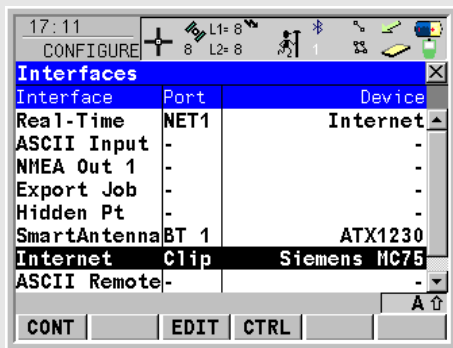 17:11
CONFIGURE
8 L1= 8
L2= 8
1
Interfaces
Interface Port Device
Real-Time NET1 Internet
ASCII Input - -
NMEA Out 1 - -
Export Job - -
Hidden Pt - -
SmartAntenna BT 1 ATX1230
Internet Clip Siemens MC75
ASCII Remote - -
A
CONT EDIT CTRL